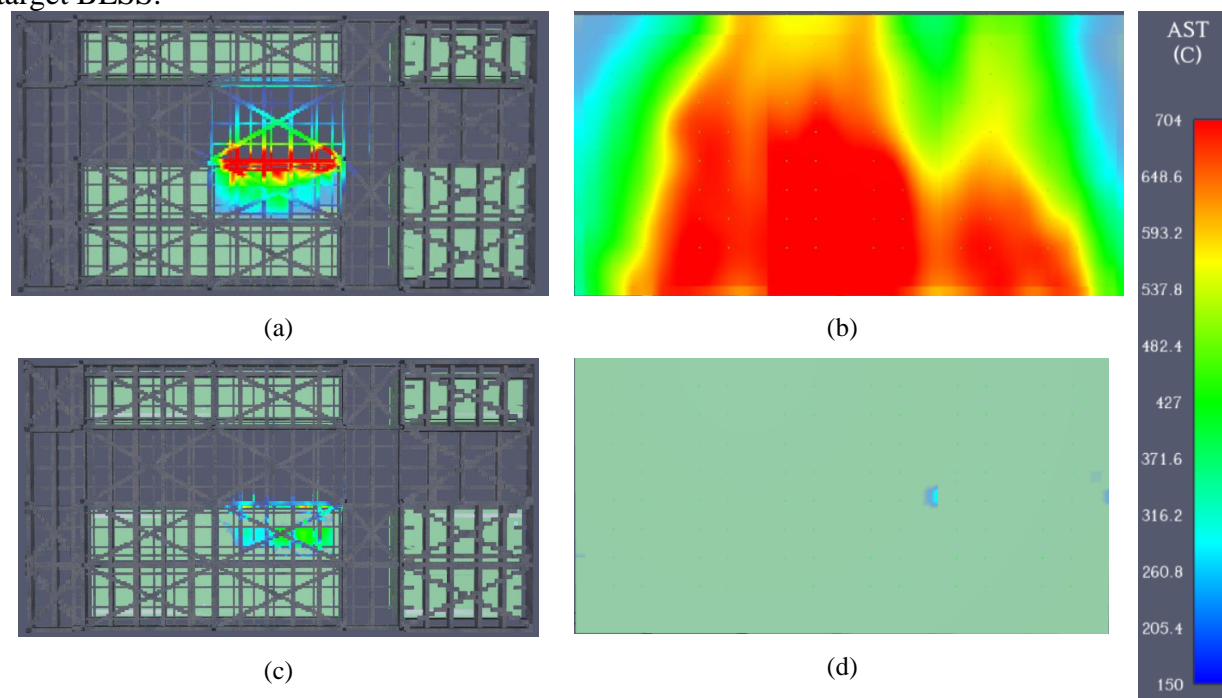 target BESS.
AST
(C)
704
648.6
593.2
537.8
482.4
427
371.6
316.2
260.8
205.4
150
(a)
(b)
(c)
(d)